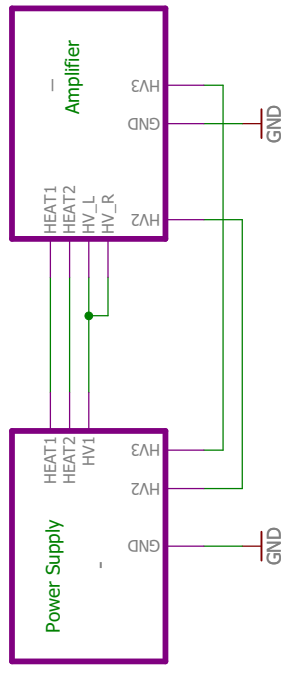 Amplifier
—
HV3
GND
HV2
HEAT1
HEAT2
HV_L
HV_R
GND
HEAT1
HEAT2
HV1
HV3
HV2
GND
Power Supply
-
GND